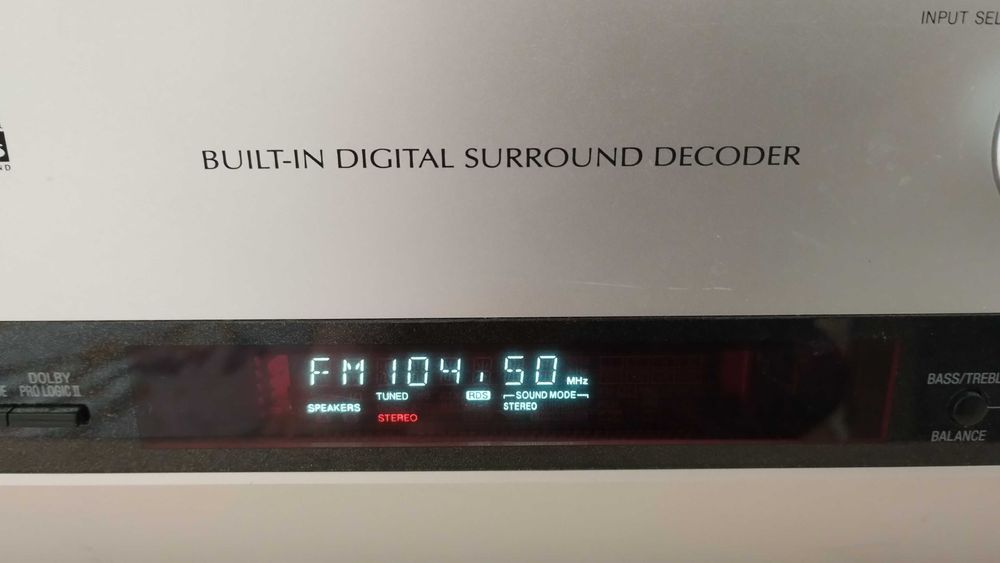 INPUT SEL
BUILT-IN DIGITAL SURROUND DECODER
DOLBY
PRO LOGIC II
FM 104.50 MHz
TUNED
RDS
SOUND MODE
SPEAKERS
STEREO
STEREO
BASS/TREBL
BALANCE